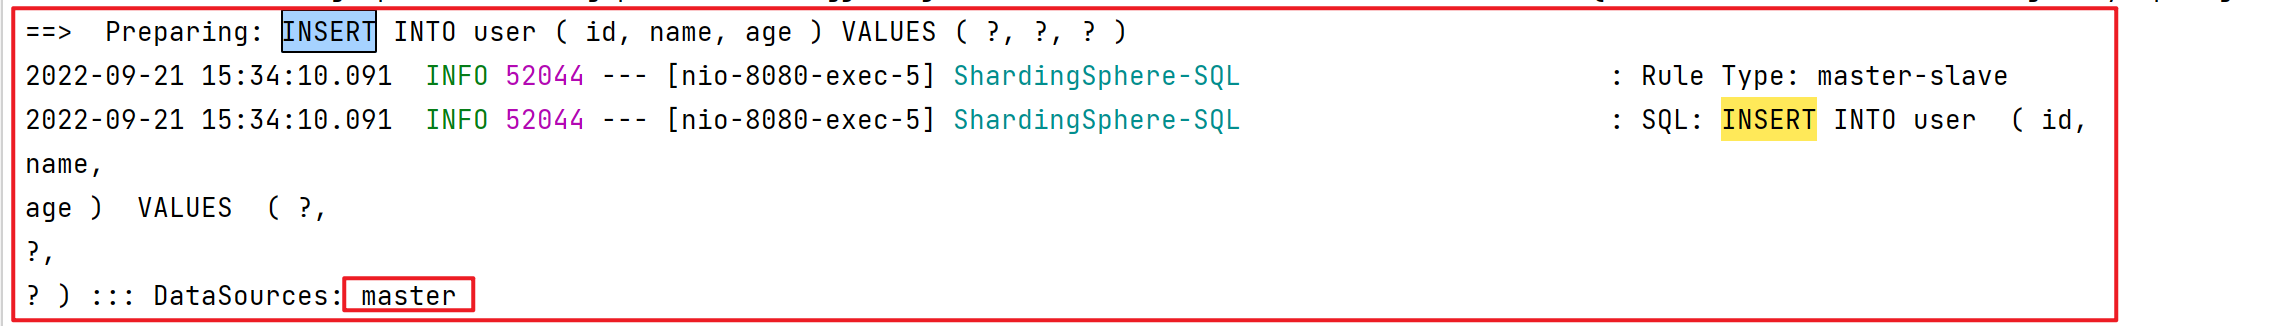 ==>  Preparing: INSERT INTO user ( id, name, age ) VALUES ( ?, ?, ? )
2022-09-21 15:34:10.091  INFO 52044 --- [nio-8080-exec-5] ShardingSphere-SQL                       : Rule Type: master-slave
2022-09-21 15:34:10.091  INFO 52044 --- [nio-8080-exec-5] ShardingSphere-SQL                       : SQL: INSERT INTO user  ( id,
name,
age )  VALUES  ( ?,
?,
? ) ::: DataSources: master